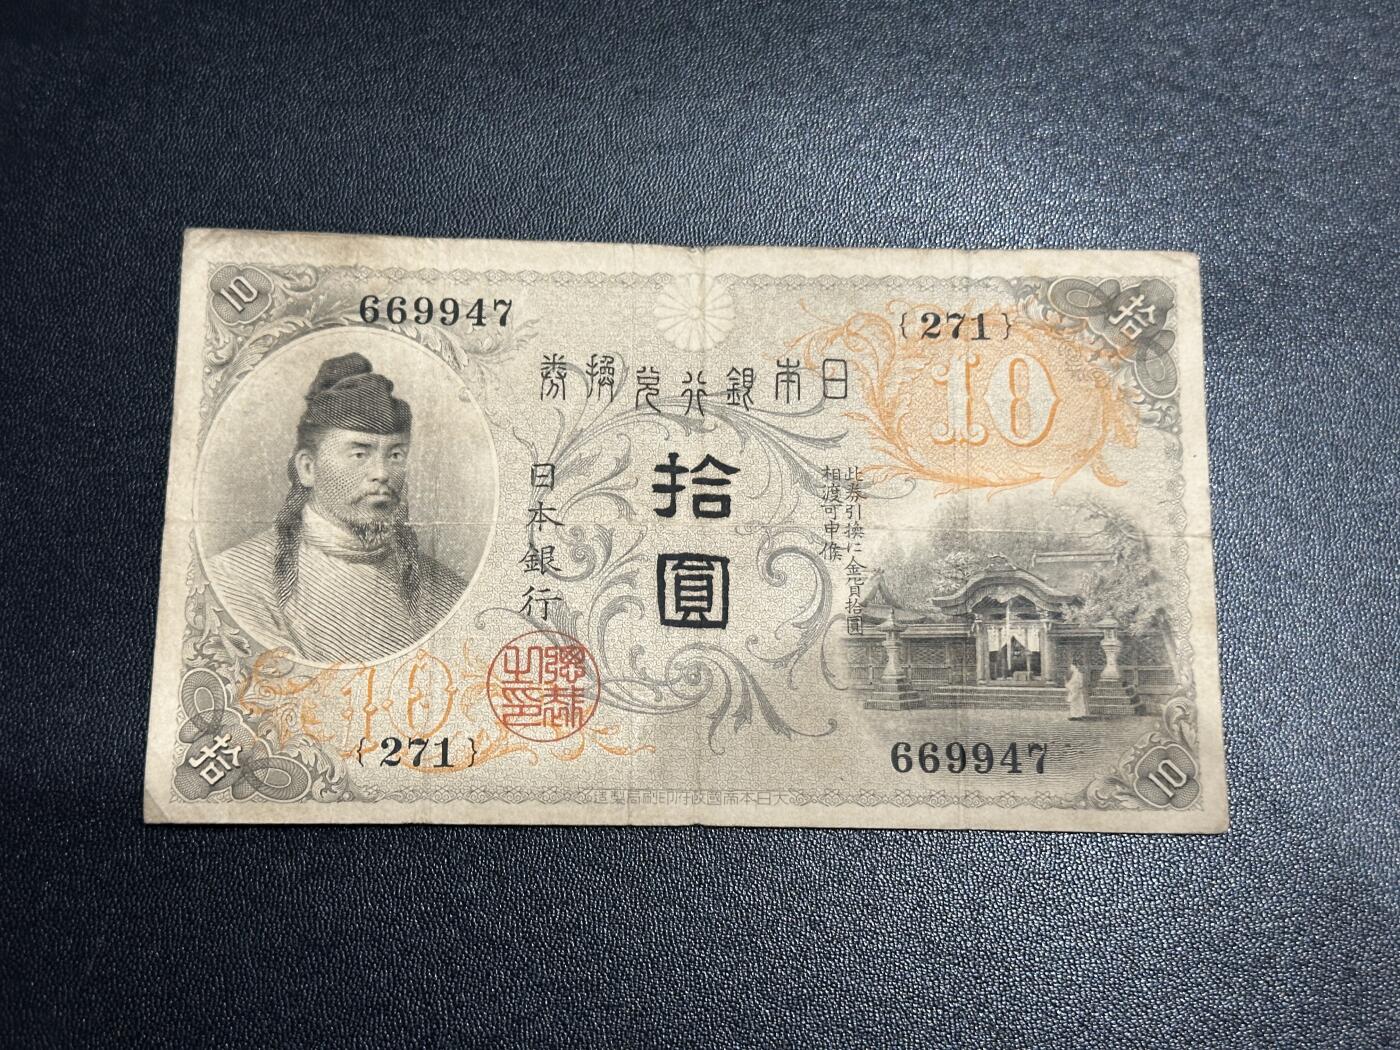 10
669947
{271}
拾
10
日本銀行兌換券
拾圓
日本銀行
此券引換に金貨拾圓
相渡可申候
10
{271}
669947
拾
10
大日本帝國政府印刷局製造